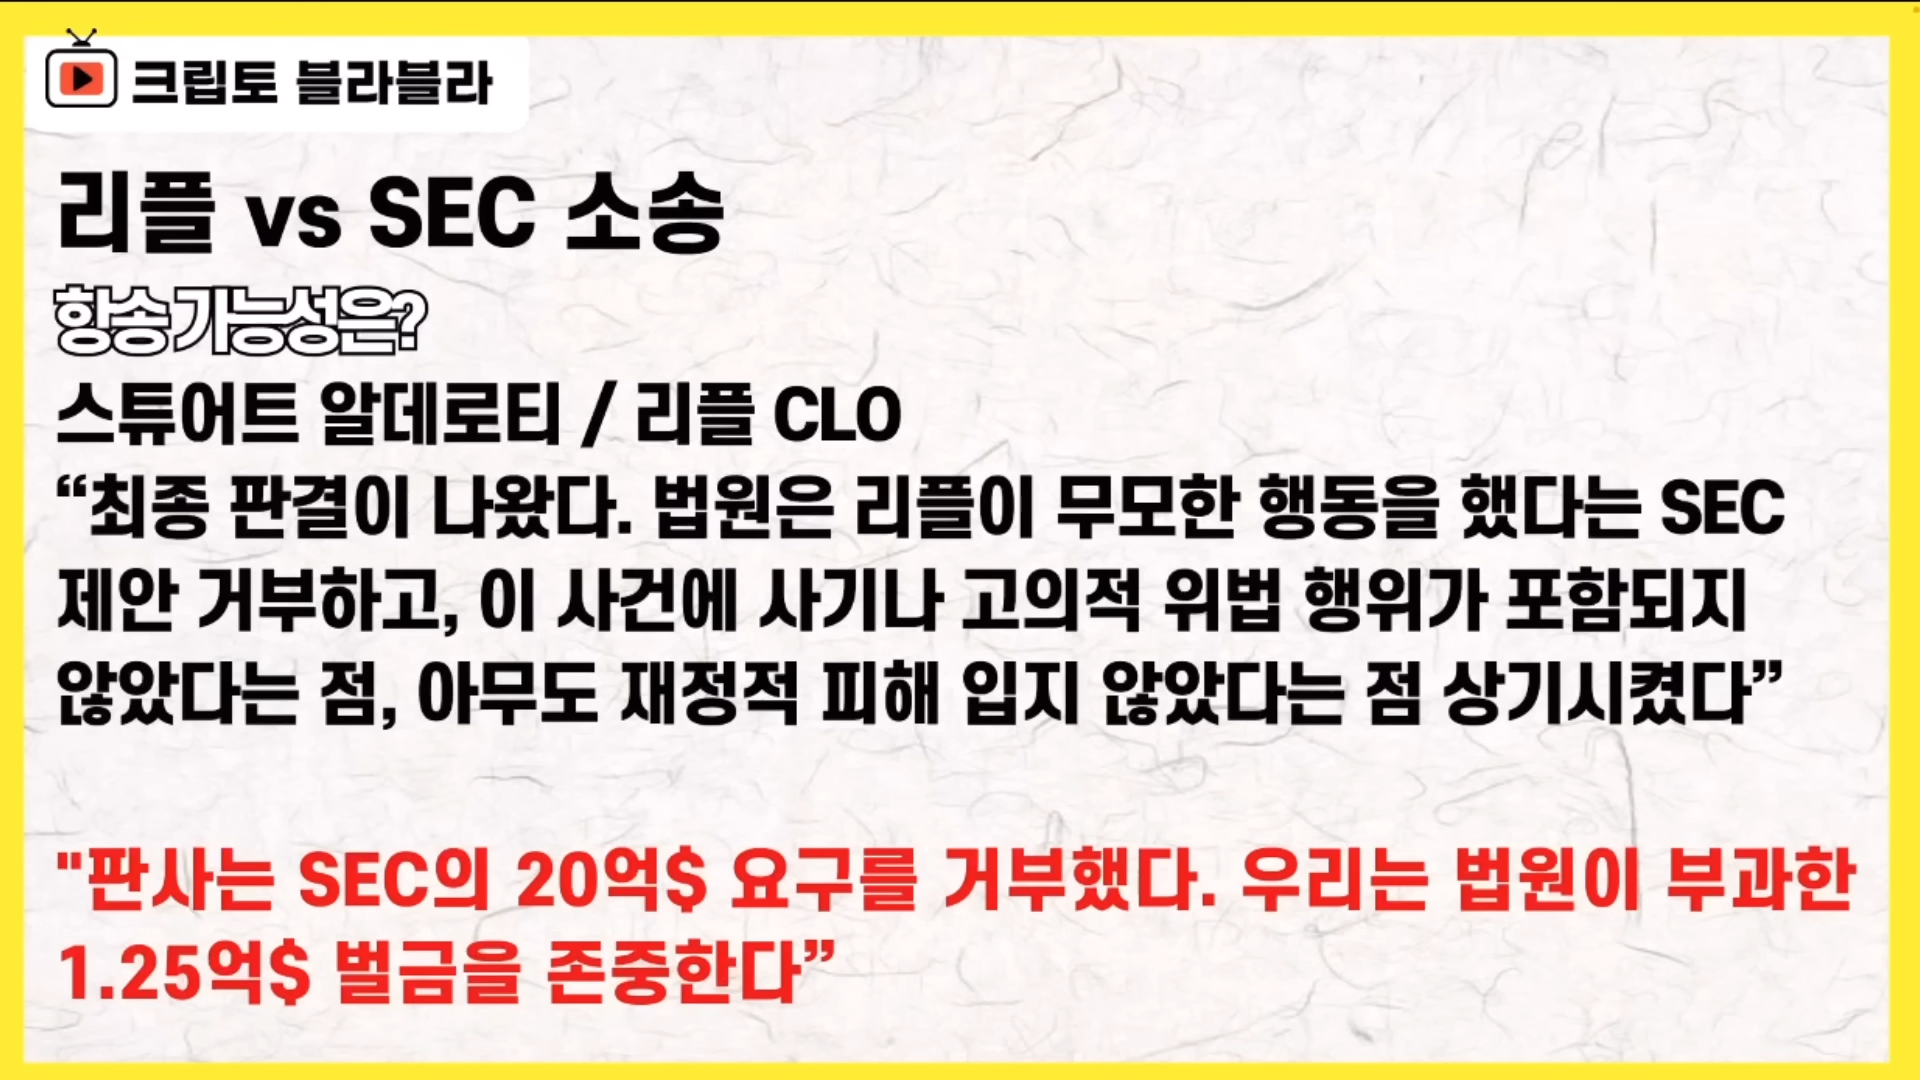 크립토 블라블라
리플 vs SEC 소송
항송 가능성은?
스튜어트 알데로티 / 리플 CLO
“최종 판결이 나왔다. 법원은 리플이 무모한 행동을 했다는 SEC
제안 거부하고, 이 사건에 사기나 고의적 위법 행위가 포함되지
않았다는 점, 아무도 재정적 피해 입지 않았다는 점 상기시켰다”
"판사는 SEC의 20억$ 요구를 거부했다. 우리는 법원이 부과한
1.25억$ 벌금을 존중한다”